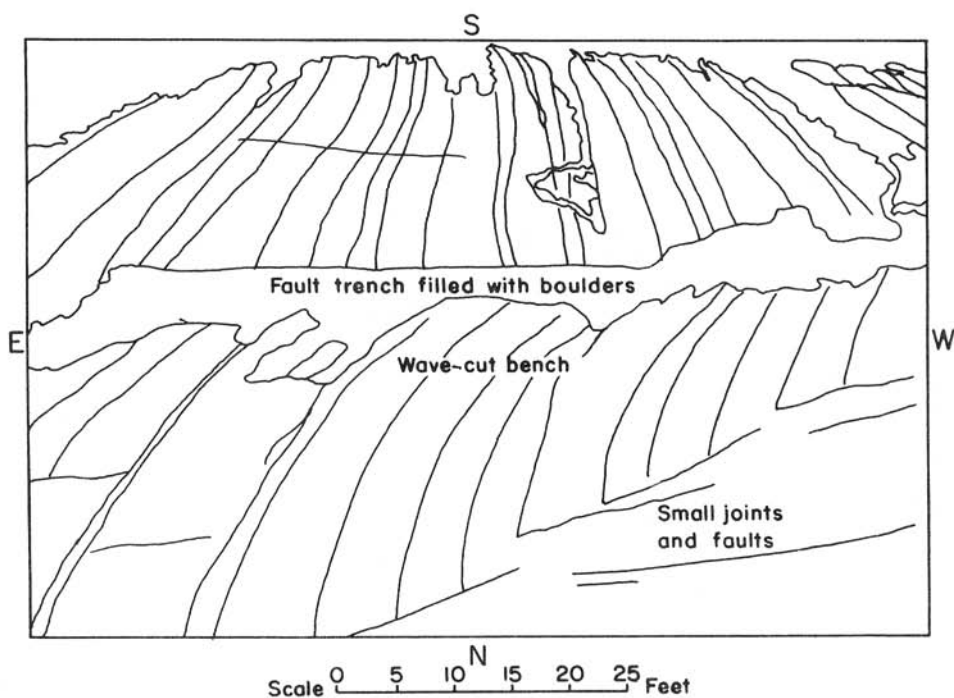 S
Fault trench filled with boulders
E
W
Wave-cut bench
Small joints
and faults
N
0 5 10 15 20 25
Scale Feet